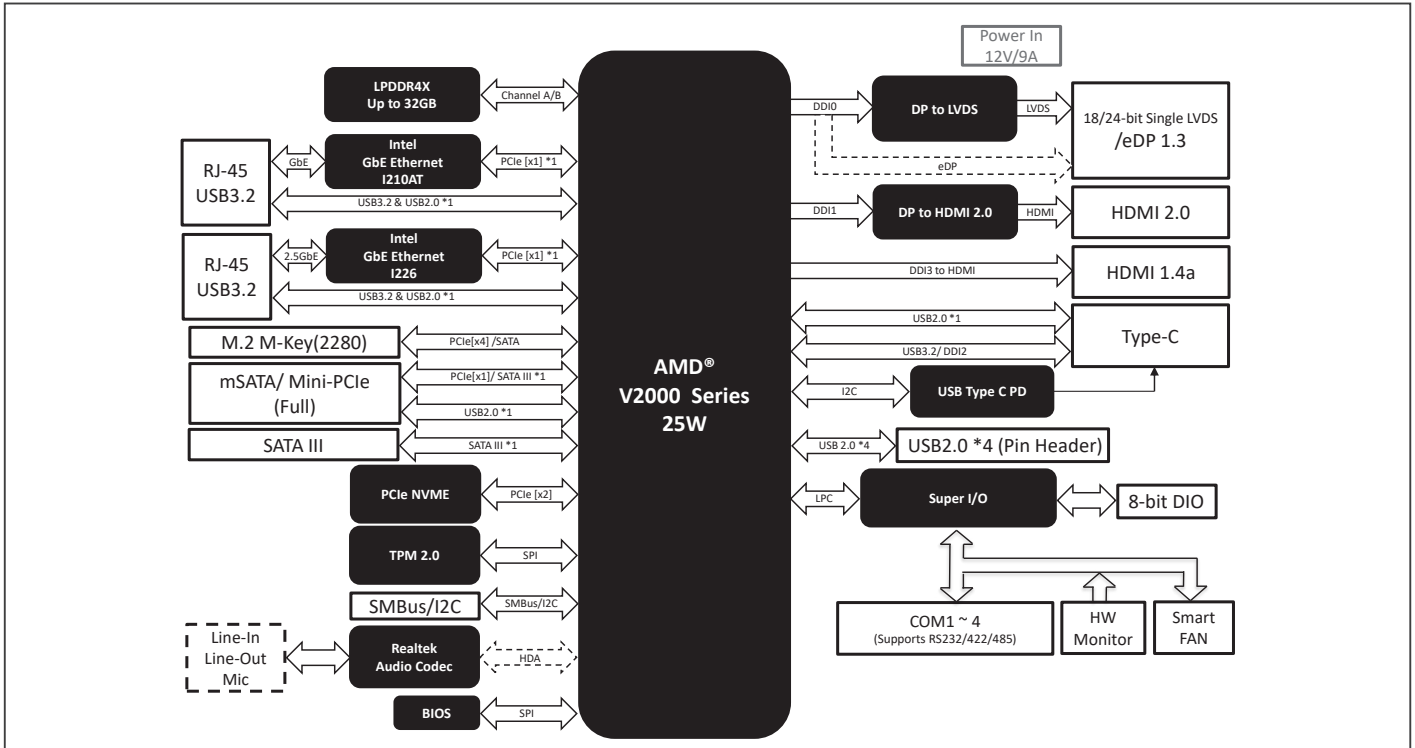 Power In
12V/9A
LPDDR4X
Up to 32GB
Channel A/B
RJ-45
USB3.2
GbE
Intel
GbE Ethernet
I210AT
PCIe [x1] *1
USB3.2 & USB2.0 *1
RJ-45
USB3.2
2.5GbE
Intel
GbE Ethernet
I226
PCIe [x1] *1
USB3.2 & USB2.0 *1
M.2 M-Key(2280)
PCIe[x4] /SATA
mSATA/ Mini-PCIe
(Full)
PCIe[x1]/ SATA III *1
USB2.0 *1
SATA III
SATA III *1
PCIe NVME
PCIe [x2]
TPM 2.0
SPI
SMBus/I2C
SMBus/I2C
Line-In
Line-Out
Mic
Realtek
Audio Codec
HDA
BIOS
SPI
AMD®
V2000 Series
25W
DDI0
DP to LVDS
LVDS
18/24-bit Single LVDS
/eDP 1.3
eDP
DDI1
DP to HDMI 2.0
HDMI
HDMI 2.0
DDI3 to HDMI
HDMI 1.4a
USB2.0 *1
USB3.2/ DDI2
Type-C
I2C
USB Type C PD
USB 2.0 *4
USB2.0 *4 (Pin Header)
LPC
Super I/O
8-bit DIO
COM1 ~ 4
(Supports RS232/422/485)
HW
Monitor
Smart
FAN